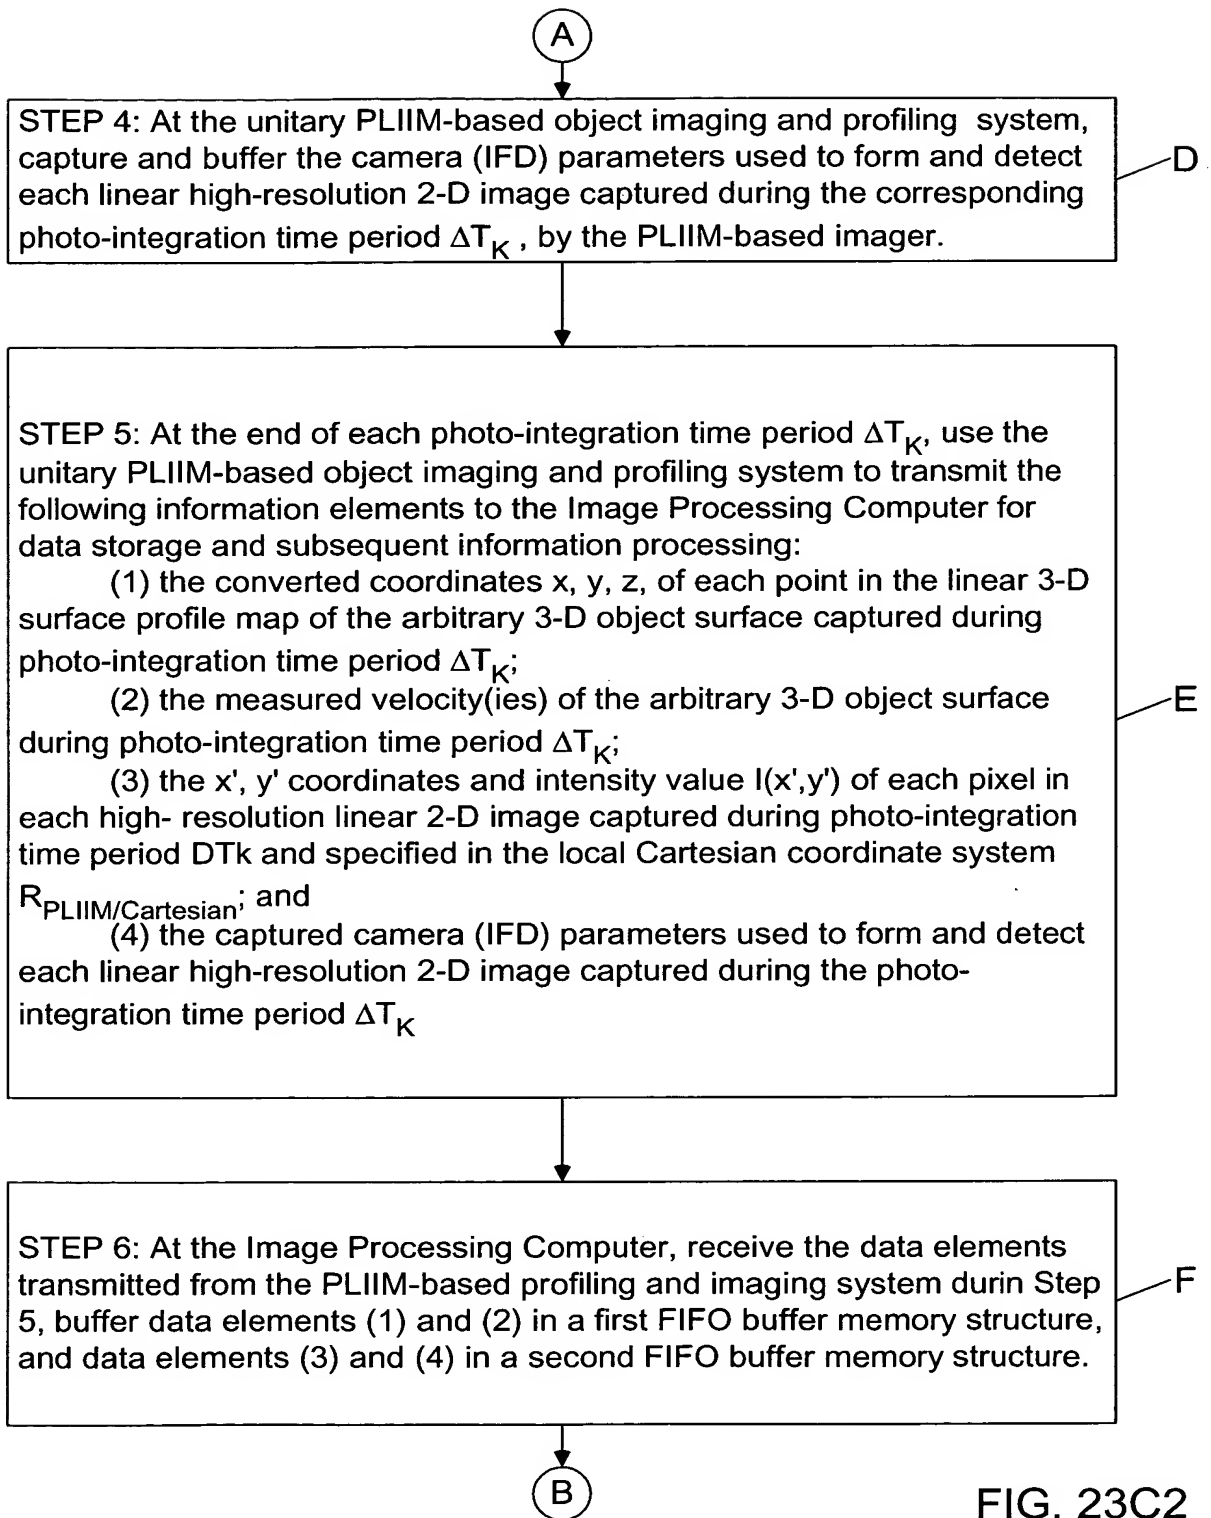 A
STEP 4: At the unitary PLIIM-based object imaging and profiling system,
capture and buffer the camera (IFD) parameters used to form and detect
each linear high-resolution 2-D image captured during the corresponding
photo-integration time period ΔT_K , by the PLIIM-based imager.
D
STEP 5: At the end of each photo-integration time period ΔT_K, use the
unitary PLIIM-based object imaging and profiling system to transmit the
following information elements to the Image Processing Computer for
data storage and subsequent information processing:
(1) the converted coordinates x, y, z, of each point in the linear 3-D
surface profile map of the arbitrary 3-D object surface captured during
photo-integration time period ΔT_K;
(2) the measured velocity(ies) of the arbitrary 3-D object surface
during photo-integration time period ΔT_K;
(3) the x', y' coordinates and intensity value I(x',y') of each pixel in
each high- resolution linear 2-D image captured during photo-integration
time period DTk and specified in the local Cartesian coordinate system
R_PLIIM/Cartesian; and
(4) the captured camera (IFD) parameters used to form and detect
each linear high-resolution 2-D image captured during the photo-
integration time period ΔT_K
E
STEP 6: At the Image Processing Computer, receive the data elements
transmitted from the PLIIM-based profiling and imaging system durin Step
5, buffer data elements (1) and (2) in a first FIFO buffer memory structure,
and data elements (3) and (4) in a second FIFO buffer memory structure.
F
B
FIG. 23C2